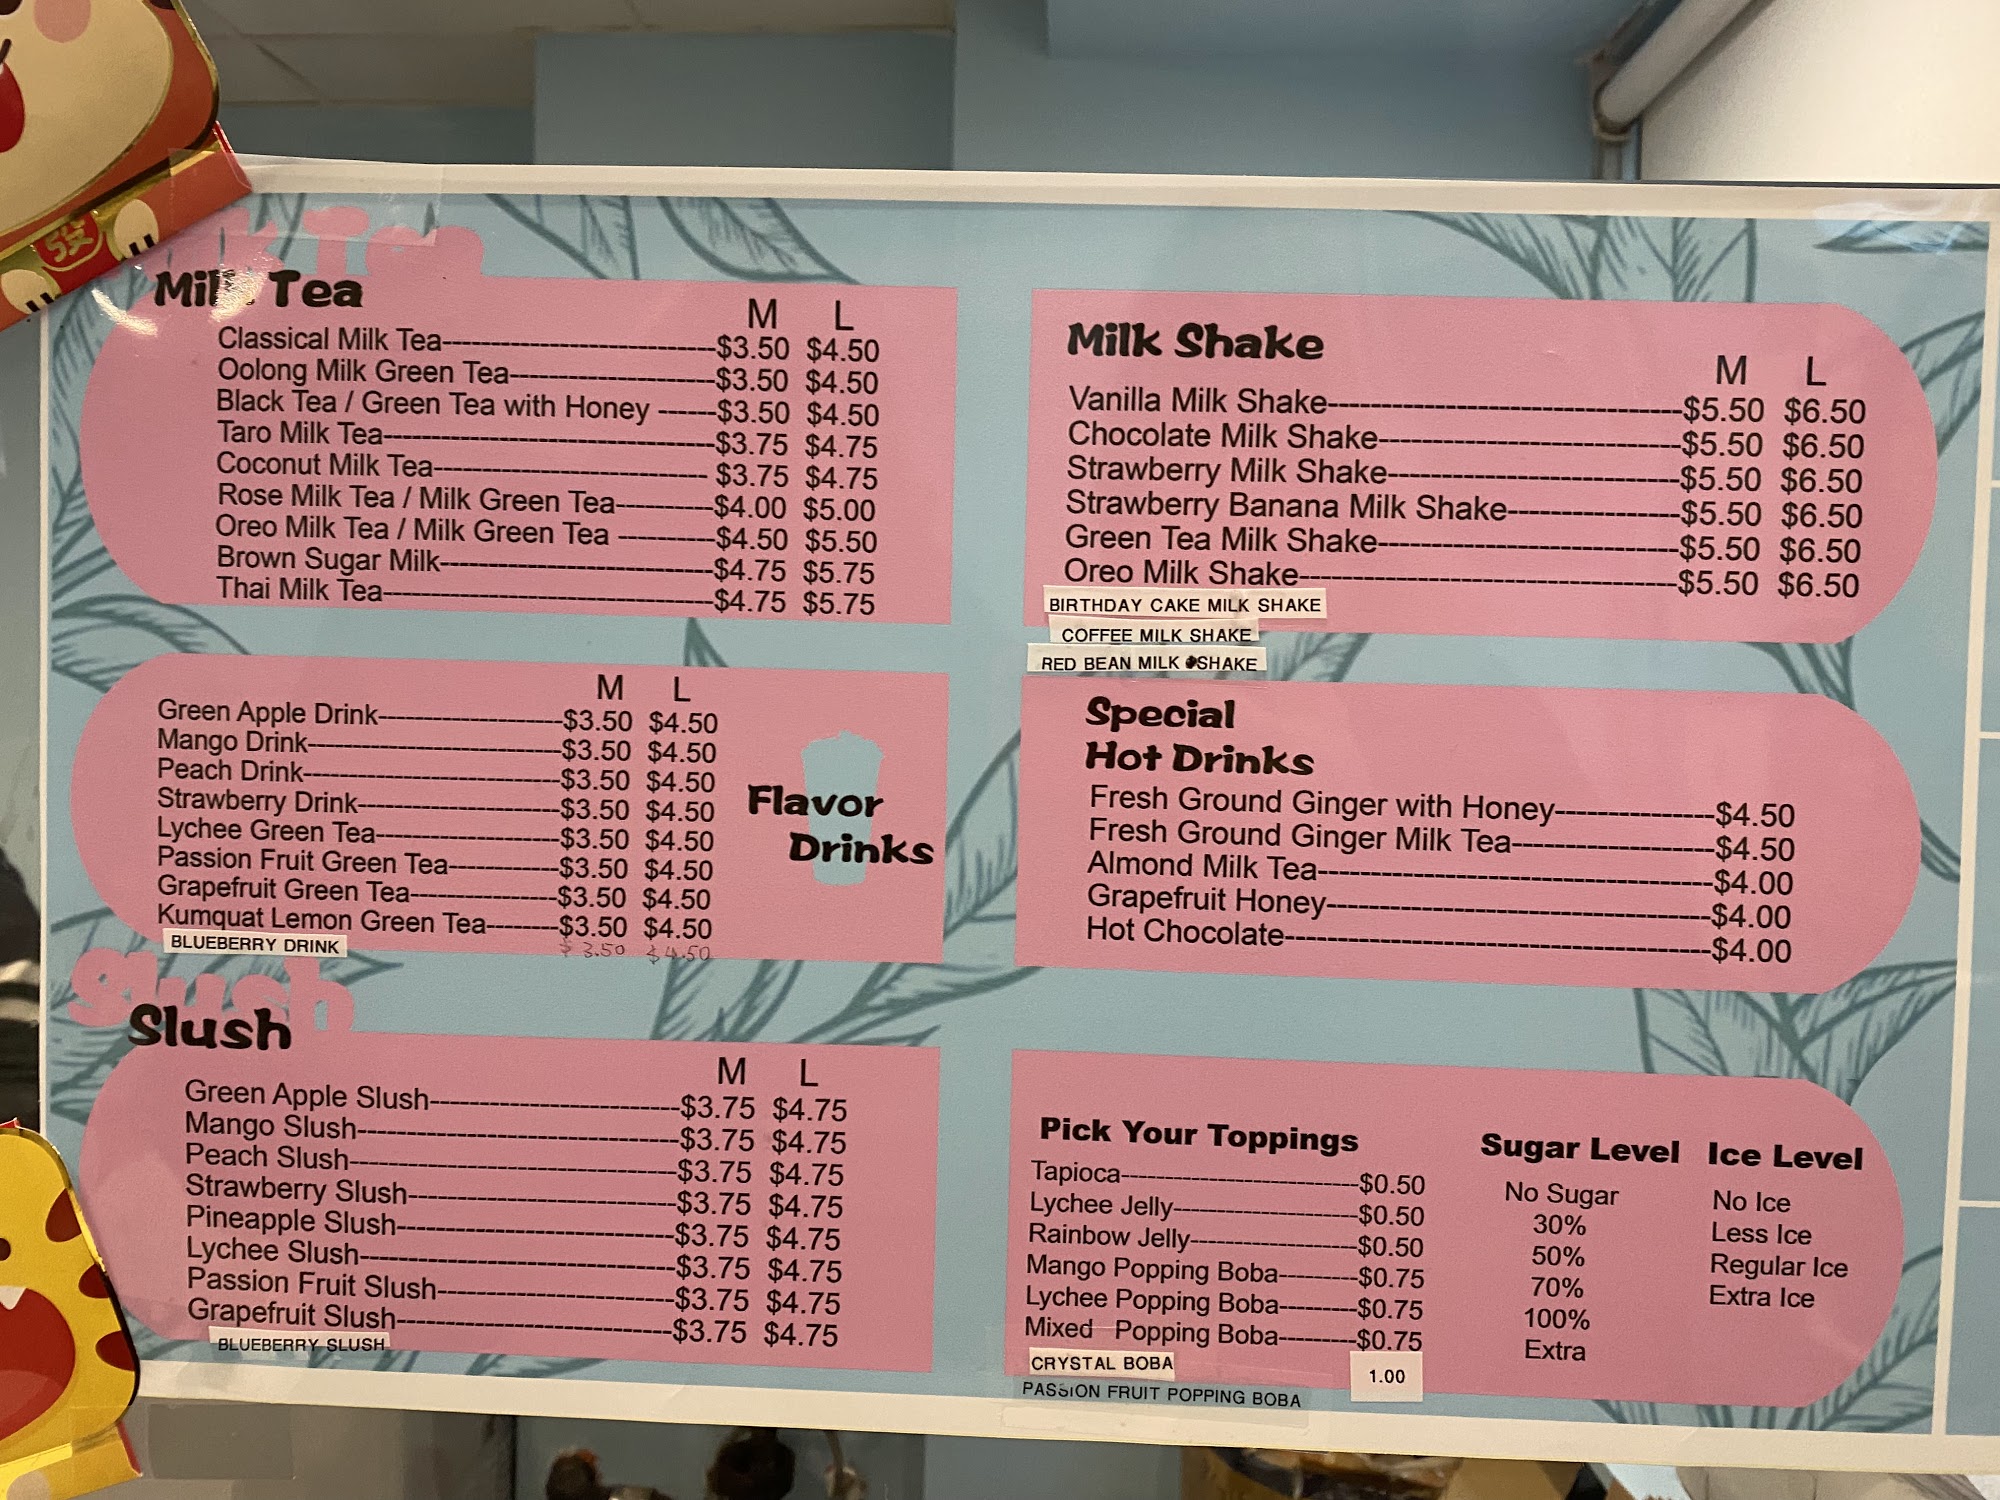 Milk Tea
M L
Classical Milk Tea $3.50 $4.50
Oolong Milk Green Tea $3.50 $4.50
Black Tea / Green Tea with Honey $3.50 $4.50
Taro Milk Tea $3.75 $4.75
Coconut Milk Tea $3.75 $4.75
Rose Milk Tea / Milk Green Tea $4.00 $5.00
Oreo Milk Tea / Milk Green Tea $4.50 $5.50
Brown Sugar Milk $4.75 $5.75
Thai Milk Tea $4.75 $5.75
M L
Green Apple Drink $3.50 $4.50
Mango Drink $3.50 $4.50
Peach Drink $3.50 $4.50
Strawberry Drink $3.50 $4.50
Lychee Green Tea $3.50 $4.50
Passion Fruit Green Tea $3.50 $4.50
Grapefruit Green Tea $3.50 $4.50
Kumquat Lemon Green Tea $3.50 $4.50
BLUEBERRY DRINK $3.50 $4.50
Flavor
Drinks
Slush
Slush
M L
Green Apple Slush $3.75 $4.75
Mango Slush $3.75 $4.75
Peach Slush $3.75 $4.75
Strawberry Slush $3.75 $4.75
Pineapple Slush $3.75 $4.75
Lychee Slush $3.75 $4.75
Passion Fruit Slush $3.75 $4.75
Grapefruit Slush $3.75 $4.75
BLUEBERRY SLUSH
Milk Shake
M L
Vanilla Milk Shake $5.50 $6.50
Chocolate Milk Shake $5.50 $6.50
Strawberry Milk Shake $5.50 $6.50
Strawberry Banana Milk Shake $5.50 $6.50
Green Tea Milk Shake $5.50 $6.50
Oreo Milk Shake $5.50 $6.50
BIRTHDAY CAKE MILK SHAKE
COFFEE MILK SHAKE
RED BEAN MILK SHAKE
Special
Hot Drinks
Fresh Ground Ginger with Honey $4.50
Fresh Ground Ginger Milk Tea $4.50
Almond Milk Tea $4.00
Grapefruit Honey $4.00
Hot Chocolate $4.00
Pick Your Toppings
Tapioca $0.50
Lychee Jelly $0.50
Rainbow Jelly $0.50
Mango Popping Boba $0.75
Lychee Popping Boba $0.75
Mixed Popping Boba $0.75
CRYSTAL BOBA 1.00
PASSION FRUIT POPPING BOBA
Sugar Level
No Sugar
30%
50%
70%
100%
Extra
Ice Level
No Ice
Less Ice
Regular Ice
Extra Ice